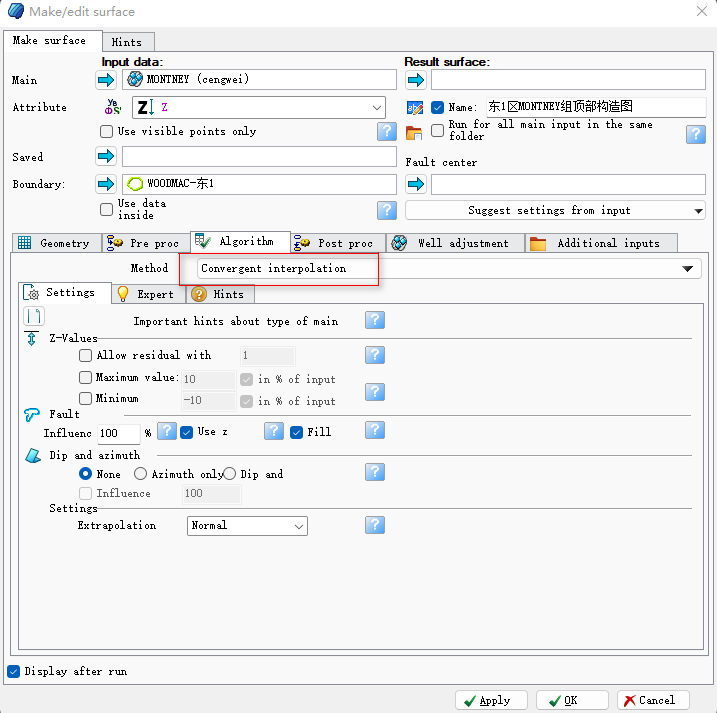 Make/edit surface
Make surface
Hints
Input data:
Result surface:
Main
MONTNEY (cengwei)
Attribute
Z Z
Name: 东1区MONTNEY组顶部构造图
Use visible points only
Run for all main input in the same
folder
Saved
Fault center
Boundary:
WOODMAC-东1
Use data
inside
Suggest settings from input
Geometry
Pre proc
Algorithm
Post proc
Well adjustment
Additional inputs
Method
Convergent interpolation
Settings
Expert
Hints
Important hints about type of main
Z-Values
Allow residual with
1
Maximum value:
10
in % of input
Minimum
-10
in % of input
Fault
Influenc 100 %
Use z
Fill
Dip and azimuth
None
Azimuth only
Dip and
Influence
100
Settings
Extrapolation
Normal
Display after run
Apply
OK
Cancel